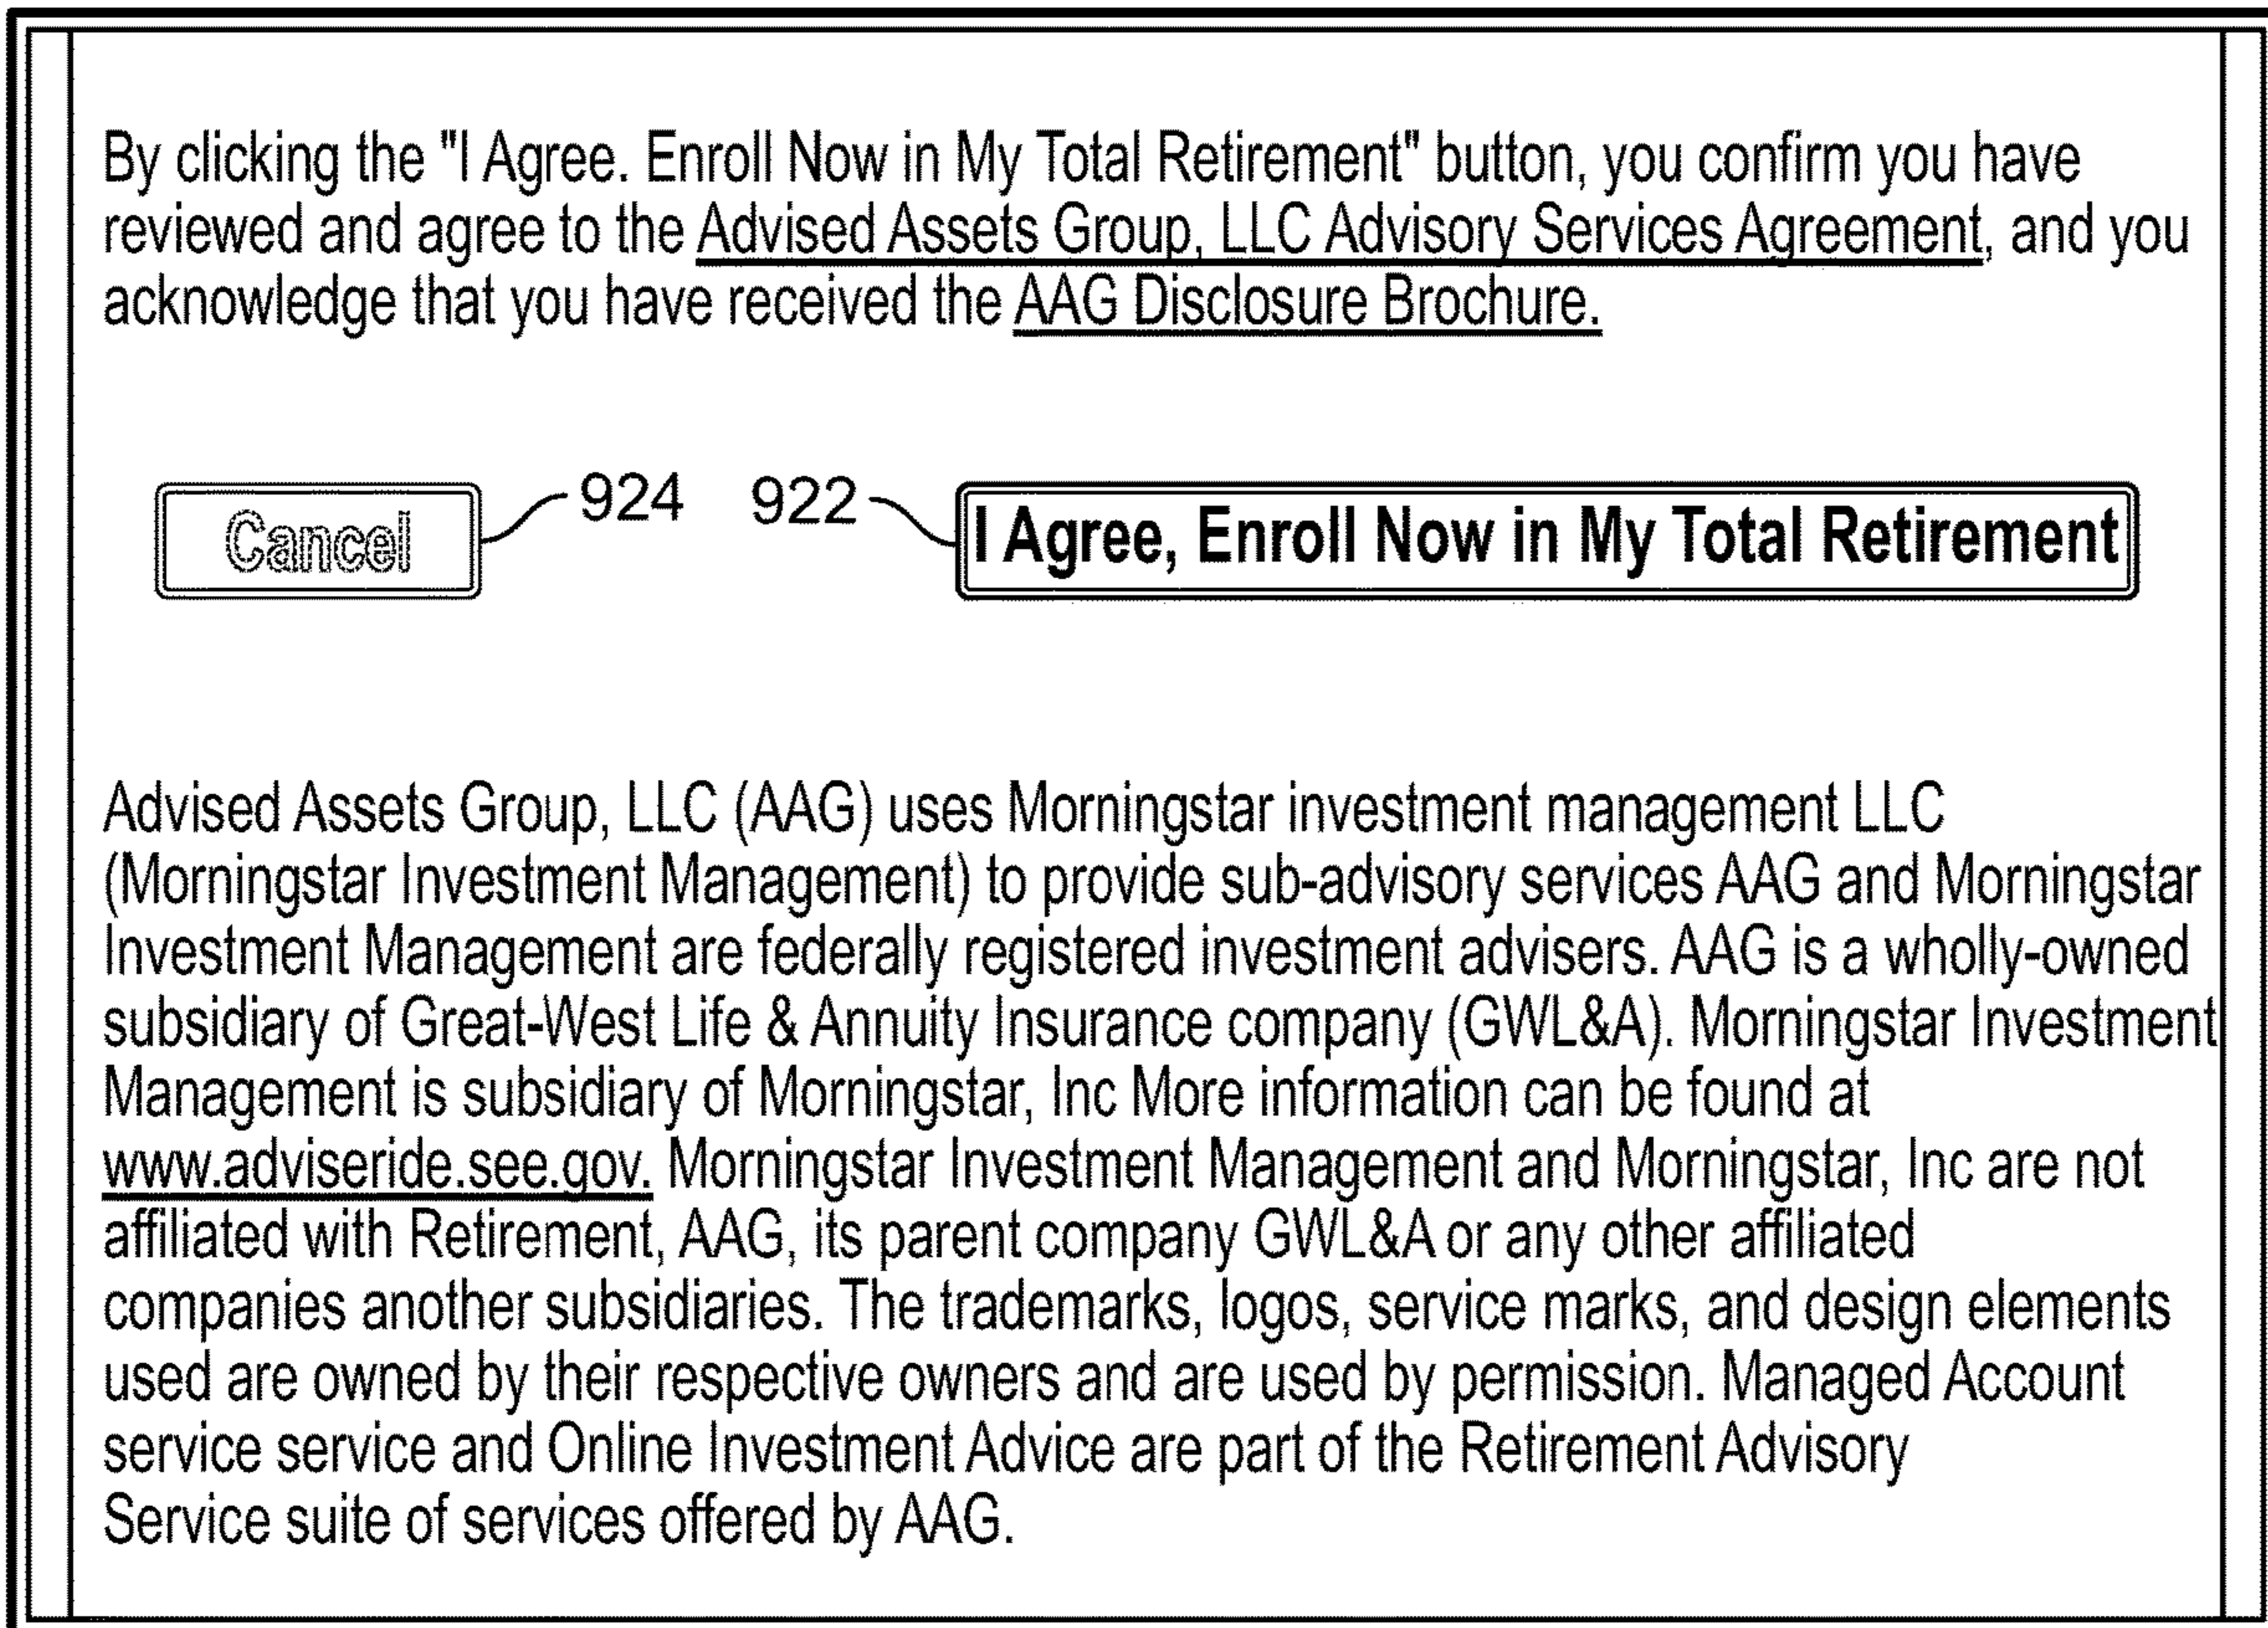 By clicking the "I Agree. Enroll Now in My Total Retirement" button, you confirm you have
reviewed and agree to the Advised Assets Group, LLC Advisory Services Agreement, and you
acknowledge that you have received the AAG Disclosure Brochure.
Cancel 924 922 I Agree, Enroll Now in My Total Retirement
Advised Assets Group, LLC (AAG) uses Morningstar investment management LLC
(Morningstar Investment Management) to provide sub-advisory services AAG and Morningstar
Investment Management are federally registered investment advisers. AAG is a wholly-owned
subsidiary of Great-West Life & Annuity Insurance company (GWL&A). Morningstar Investment
Management is subsidiary of Morningstar, Inc More information can be found at
www.adviseride.see.gov. Morningstar Investment Management and Morningstar, Inc are not
affiliated with Retirement, AAG, its parent company GWL&A or any other affiliated
companies another subsidiaries. The trademarks, logos, service marks, and design elements
used are owned by their respective owners and are used by permission. Managed Account
service service and Online Investment Advice are part of the Retirement Advisory
Service suite of services offered by AAG.